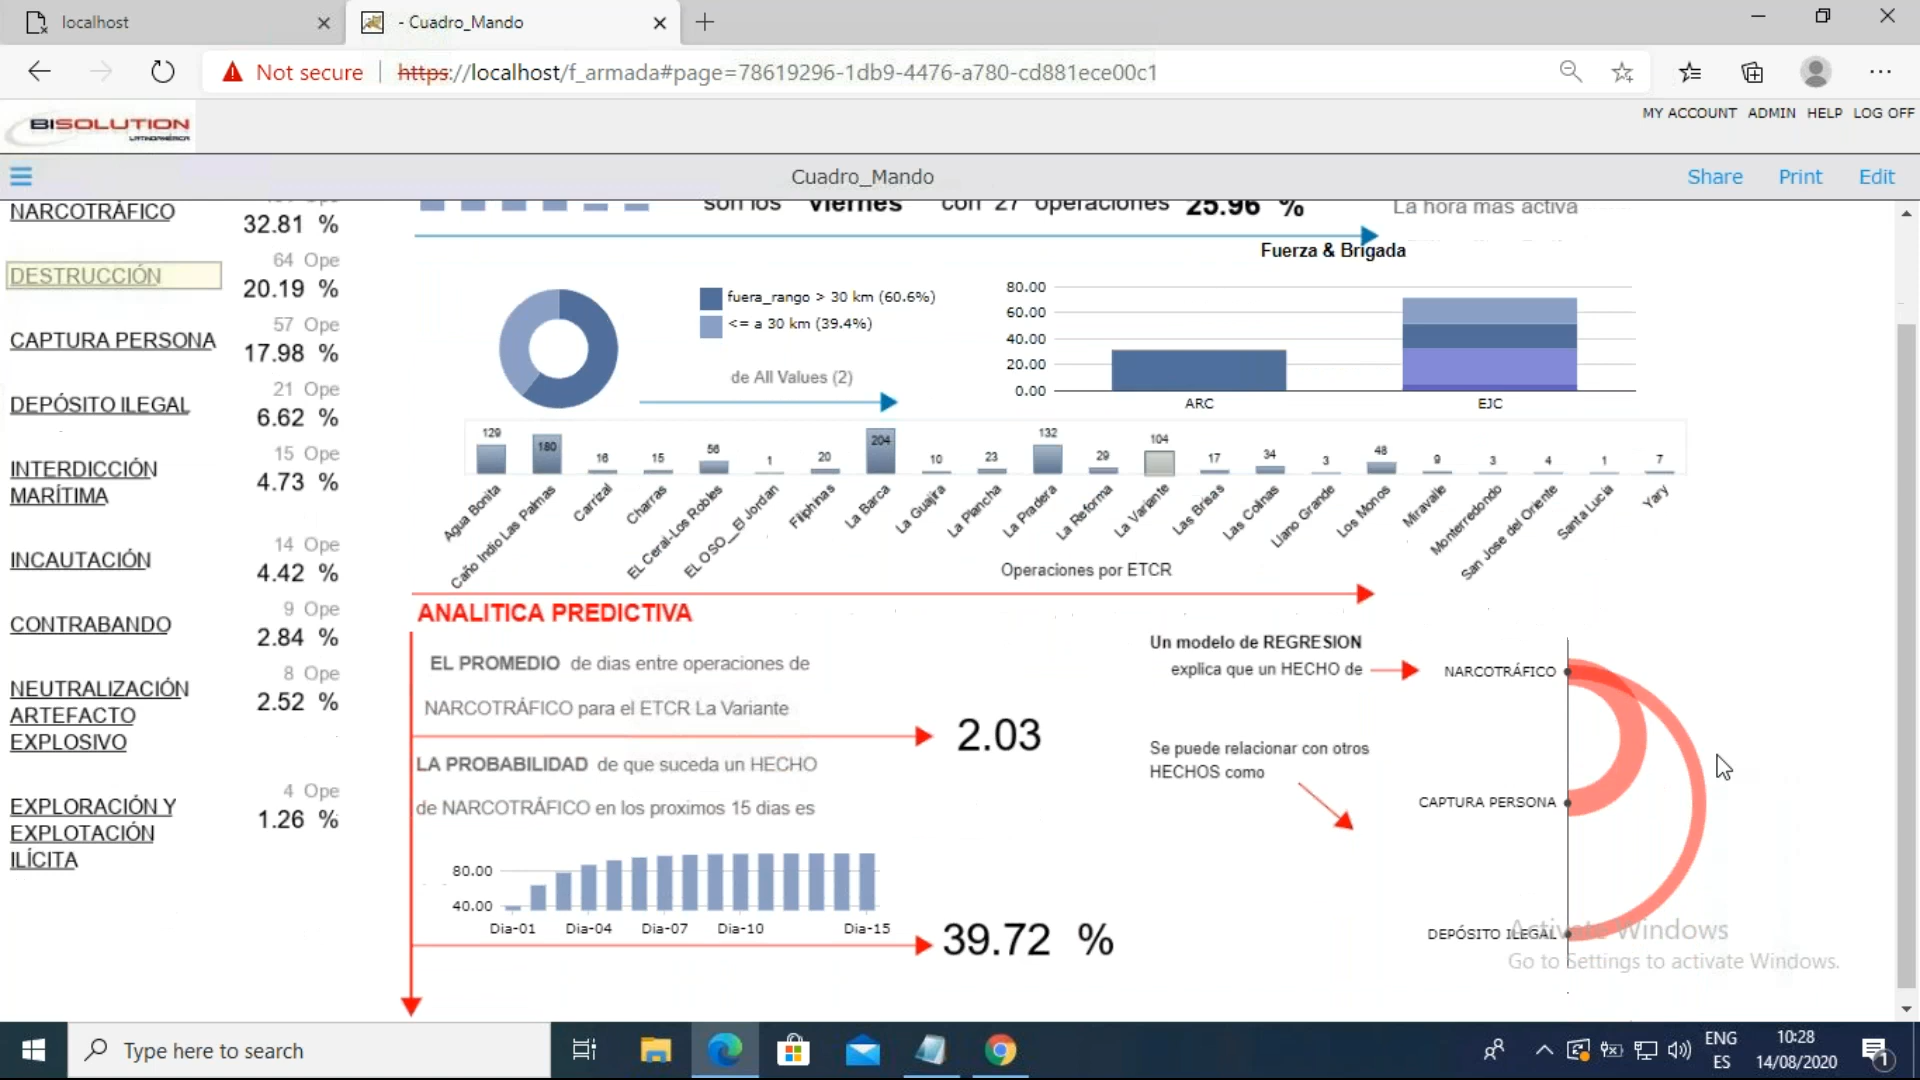 localhost
- Cuadro_Mando
Not secure
https://localhost/f_armada#page=78619296-1db9-4476-a780-cd881ece00c1
BISOLUTION
LATINOAMÉRICA
MY ACCOUNT ADMIN HELP LOG OFF
Cuadro_Mando
Share Print Edit
NARCOTRÁFICO
32.81 %
DESTRUCCIÓN
64 Ope
20.19 %
CAPTURA PERSONA
57 Ope
17.98 %
DEPÓSITO ILEGAL
21 Ope
6.62 %
INTERDICCIÓN
MARÍTIMA
15 Ope
4.73 %
INCAUTACIÓN
14 Ope
4.42 %
CONTRABANDO
9 Ope
2.84 %
NEUTRALIZACIÓN
ARTEFACTO
EXPLOSIVO
8 Ope
2.52 %
EXPLORACIÓN Y
EXPLOTACIÓN
ILÍCITA
4 Ope
1.26 %
son los Viernes con 27 operaciones 25.96 %
La hora mas activa
Fuerza & Brigada
fuera_rango > 30 km (60.6%)
<= a 30 km (39.4%)
de All Values (2)
80.00
60.00
40.00
20.00
0.00
ARC
EJC
129 180 16 15 56 1 20 204 10 23 132 29 104 17 34 3 48 9 3 4 1 7
Agua Bonita
Caño Indio Las Palmas
Carrizal
Charras
EL Ceral-Los Robles
EL OSO__El Jordan
Filiphinas
La Barca
La Guajira
La Plancha
La Pradera
La Reforma
La Variante
Las Brisas
Las Colinas
Llano Grande
Los Monos
Miravalle
Monterredondo
San Jose del Oriente
Santa Lucia
Yary
Operaciones por ETCR
ANALITICA PREDICTIVA
EL PROMEDIO de dias entre operaciones de
NARCOTRÁFICO para el ETCR La Variante
2.03
LA PROBABILIDAD de que suceda un HECHO
de NARCOTRÁFICO en los proximos 15 dias es
80.00
40.00
Dia-01 Dia-04 Dia-07 Dia-10 Dia-15
39.72 %
Un modelo de REGRESION
explica que un HECHO de
Se puede relacionar con otros
HECHOS como
NARCOTRÁFICO
CAPTURA PERSONA
DEPÓSITO ILEGAL
Activate Windows
Go to Settings to activate Windows.
Type here to search
ENG
ES
10:28
14/08/2020
1